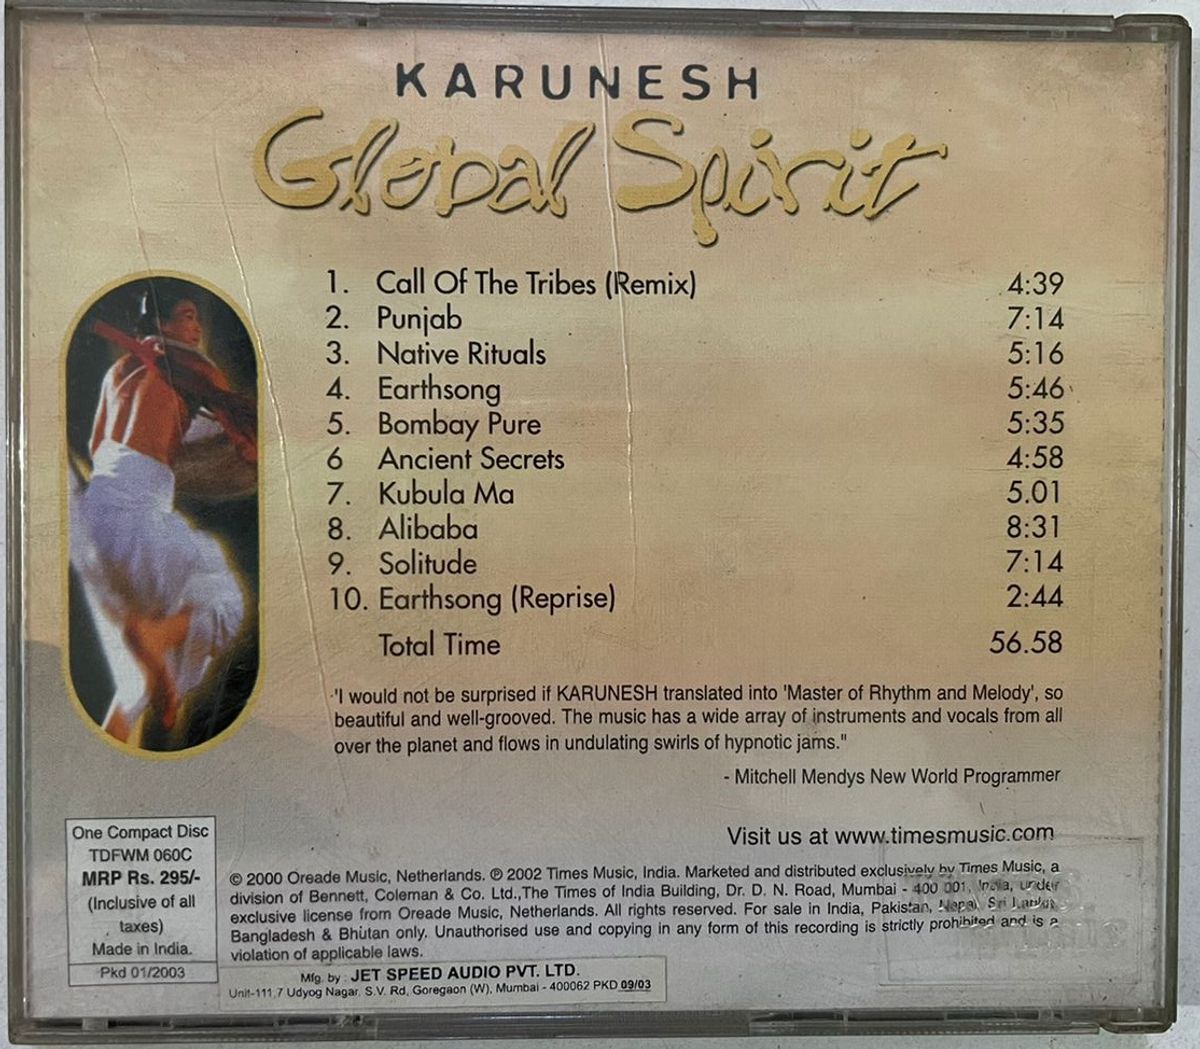 KARUNESH
Global Spirit
1. Call Of The Tribes (Remix) 4:39
2. Punjab 7:14
3. Native Rituals 5:16
4. Earthsong 5:46
5. Bombay Pure 5:35
6 Ancient Secrets 4:58
7. Kubula Ma 5.01
8. Alibaba 8:31
9. Solitude 7:14
10. Earthsong (Reprise) 2:44
Total Time 56.58
'I would not be surprised if KARUNESH translated into 'Master of Rhythm and Melody', so
beautiful and well-grooved. The music has a wide array of instruments and vocals from all
over the planet and flows in undulating swirls of hypnotic jams."
- Mitchell Mendys New World Programmer
Visit us at www.timesmusic.com
One Compact Disc
TDFWM 060C
MRP Rs. 295/-
(Inclusive of all
taxes)
Made in India.
Pkd 01/2003
© 2000 Oreade Music, Netherlands. ℗ 2002 Times Music, India. Marketed and distributed exclusively by Times Music, a
division of Bennett, Coleman & Co. Ltd.,The Times of India Building, Dr. D. N. Road, Mumbai - 400 001, India, under
exclusive license from Oreade Music, Netherlands. All rights reserved. For sale in India, Pakistan, Nepal, Sri Lanka,
Bangladesh & Bhutan only. Unauthorised use and copying in any form of this recording is strictly prohibited and is a
violation of applicable laws.
Mfg. by : JET SPEED AUDIO PVT. LTD.
Unit-111,7 Udyog Nagar, S.V. Rd, Goregaon (W), Mumbai - 400062 PKD 09/03